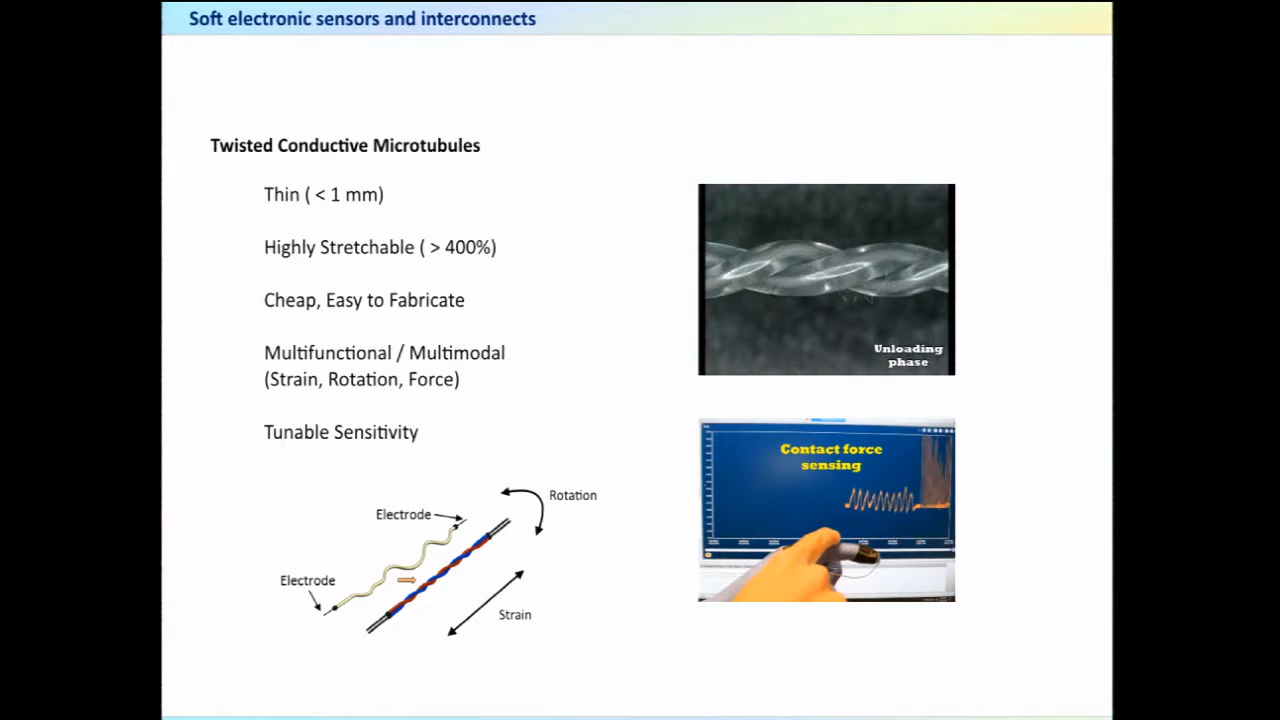 Soft electronic sensors and interconnects
Twisted Conductive Microtubules
Thin ( < 1 mm)
Highly Stretchable ( > 400%)
Cheap, Easy to Fabricate
Multifunctional / Multimodal
(Strain, Rotation, Force)
Tunable Sensitivity
Unloading
phase
Contact force
sensing
Rotation
Electrode
Electrode
Strain